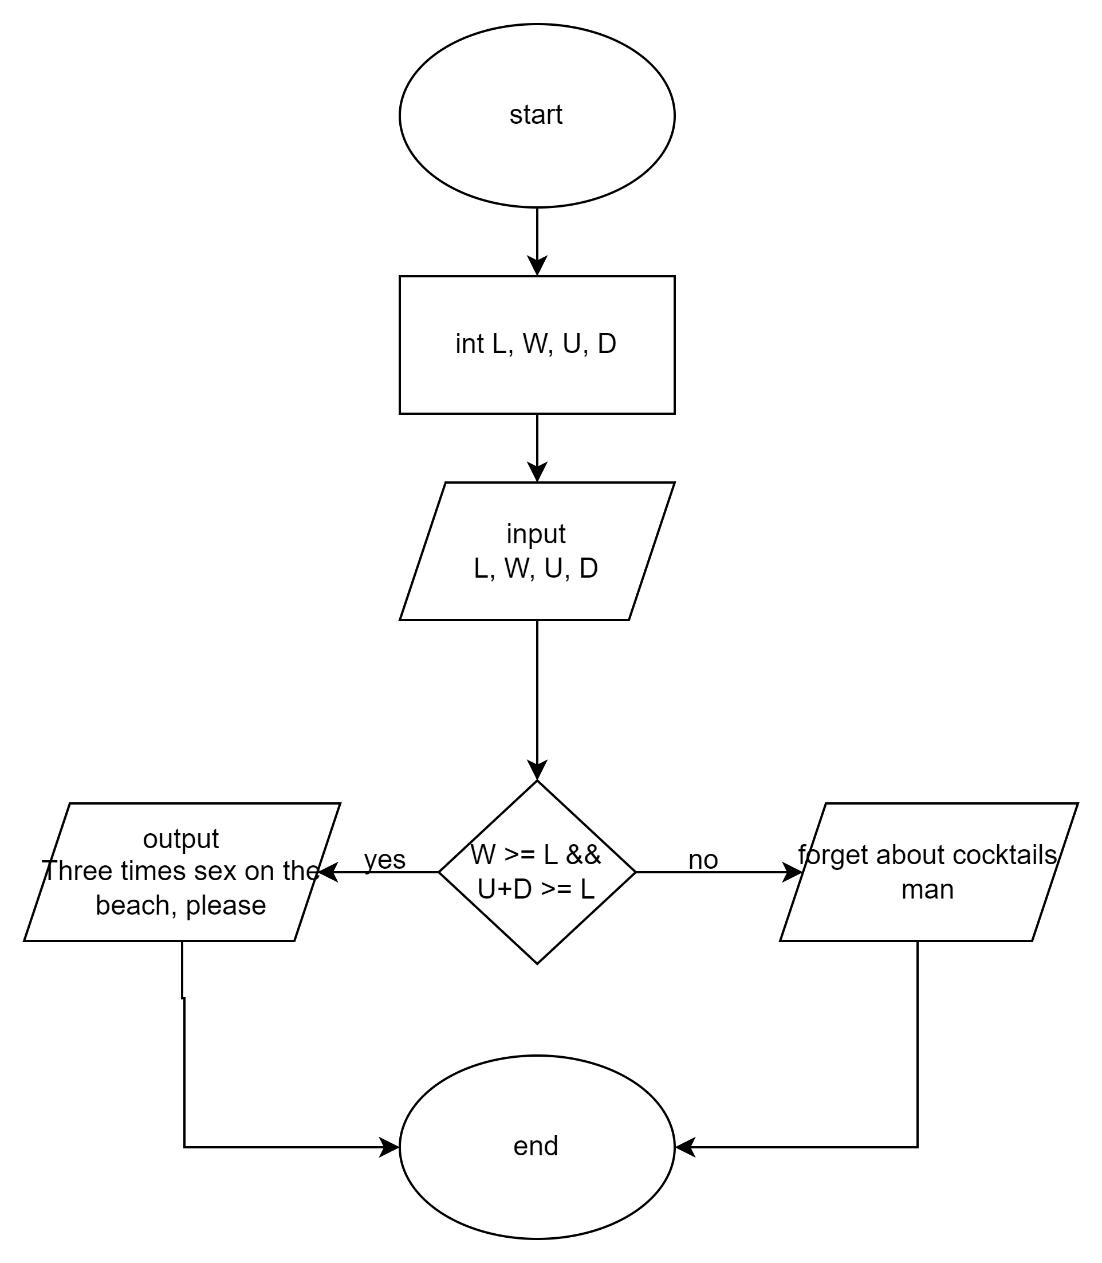 start
int L, W, U, D
input
L, W, U, D
W >= L &&
U+D >= L
yes
no
output
Three times sex on the
beach, please
forget about cocktails
man
end